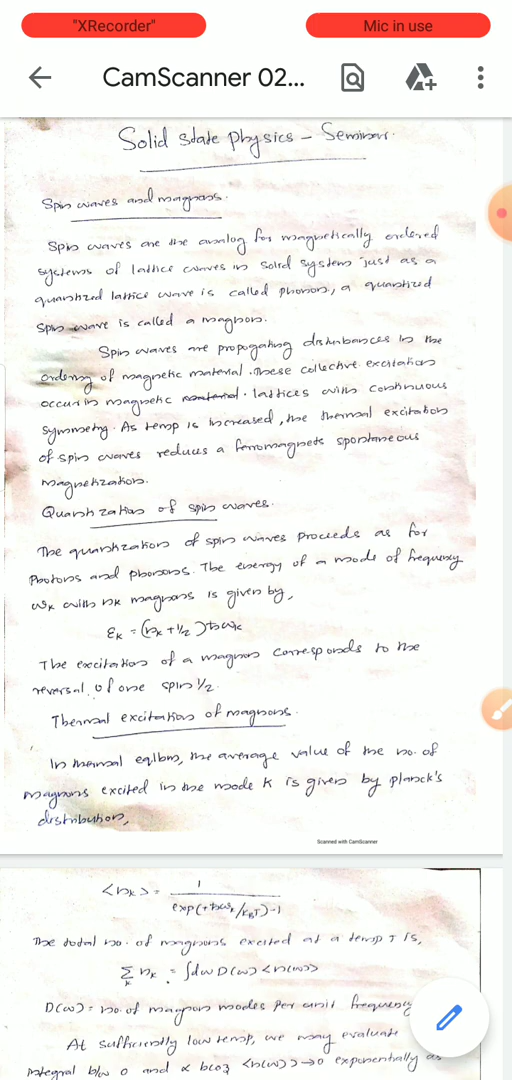 "XRecorder"
Mic in use
CamScanner 02...
Solid State Physics - Seminar.
Spin waves and magnons.
Spin waves are the analog for magnetically ordered
systems of lattice waves in solid system just as a
quantized lattice wave is called phonon, a quantized
spin wave is called a magnon.
Spin waves are propogating disturbances in the
ordering of magnetic material. These collective excitation
occurs in magnetic material. lattices with continuous
symmetry. As temp is increased, the thermal excitation
of spin waves reduces a ferromagnets spontaneous
magnetization.
Quantization of spin waves.
The quantization of spin waves proceeds as for
photons and phonons. The energy of a mode of frequency
ωk with nk magnons is given by,
Ek = (nk + 1/2) ħωk
The excitation of a magnon corresponds to the
reversal of one spin 1/2.
Thermal excitation of magnons.
In thermal eqlbm, the average value of the no. of
magnons excited in the mode K is given by planck's
distribution,
Scanned with CamScanner
<nk> = 1 / exp(+ħωk/kBT)-1
The total no. of magnons excited at a temp T is,
Σk nk = ∫dω D(ω) <n(ω)>
D(ω) = no. of magnon modes per unit frequency
At sufficiently low temp, we may evaluate
integral b/w 0 and ∝ bcoz <n(ω)> → 0 exponentially as